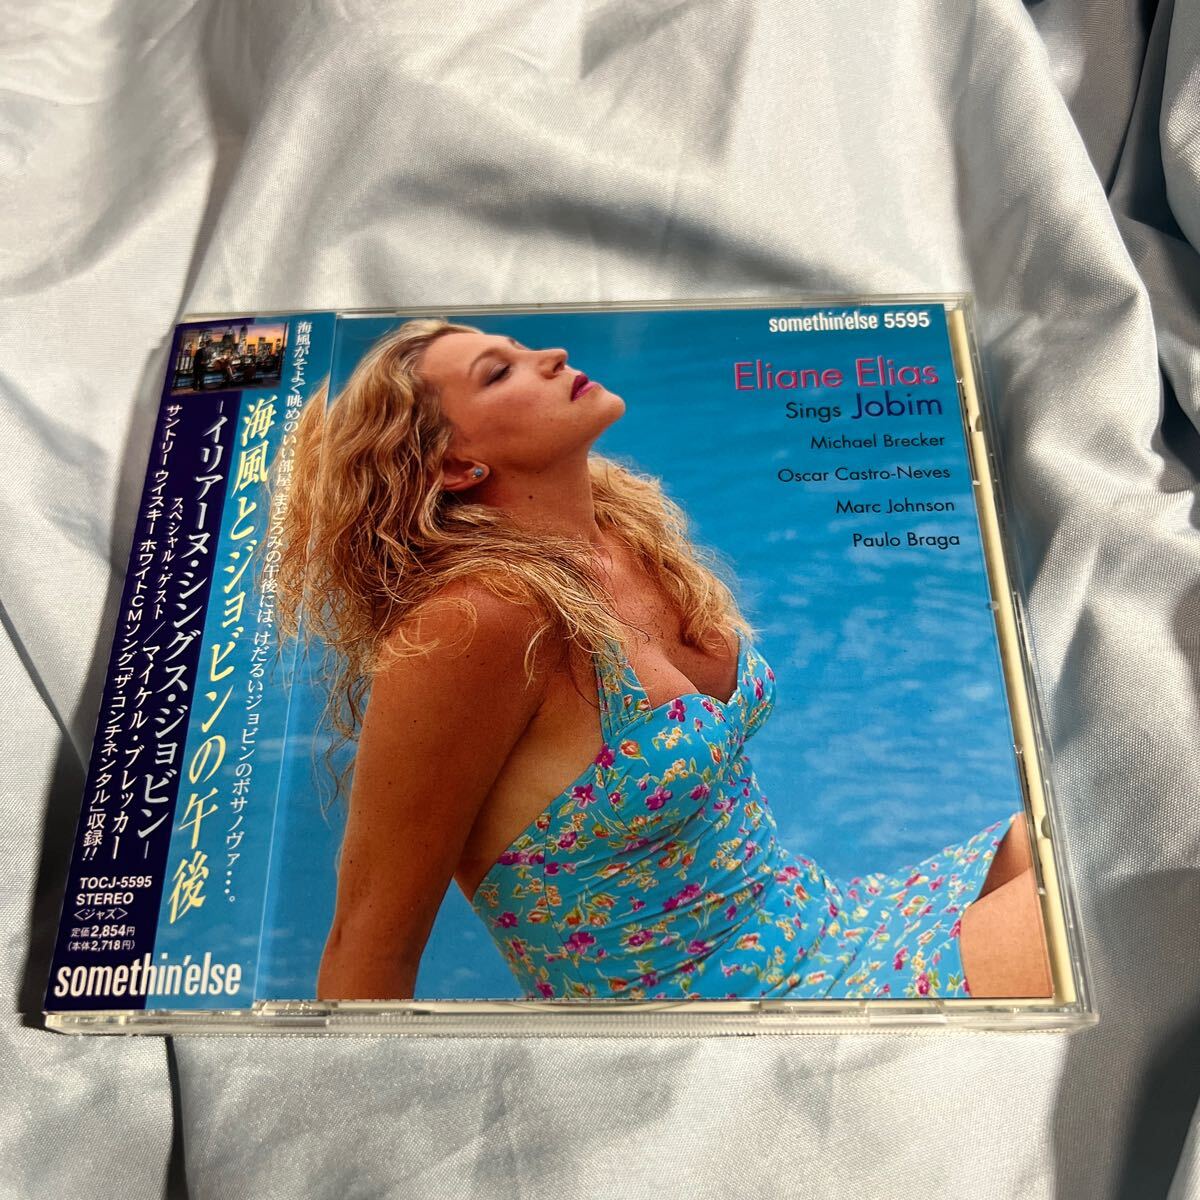 somethin'else 5595
Eliane Elias
Sings Jobim
Michael Brecker
Oscar Castro-Neves
Marc Johnson
Paulo Braga
海風がそよぐ眺めのいい部屋。まどろみの午後には、けだるいジョビンのボサノヴァ・・・。
海風とジョビンの午後
-イリアーヌ・シングス・ジョビン-
スペシャル・ゲスト/マイケル・ブレッカー
サントリーウイスキーホワイトCMソング「ザ・コンチネンタル」収録!!
TOCJ-5595
STEREO
<ジャズ>
定価2,854円
(本体2,718円)
somethin'else